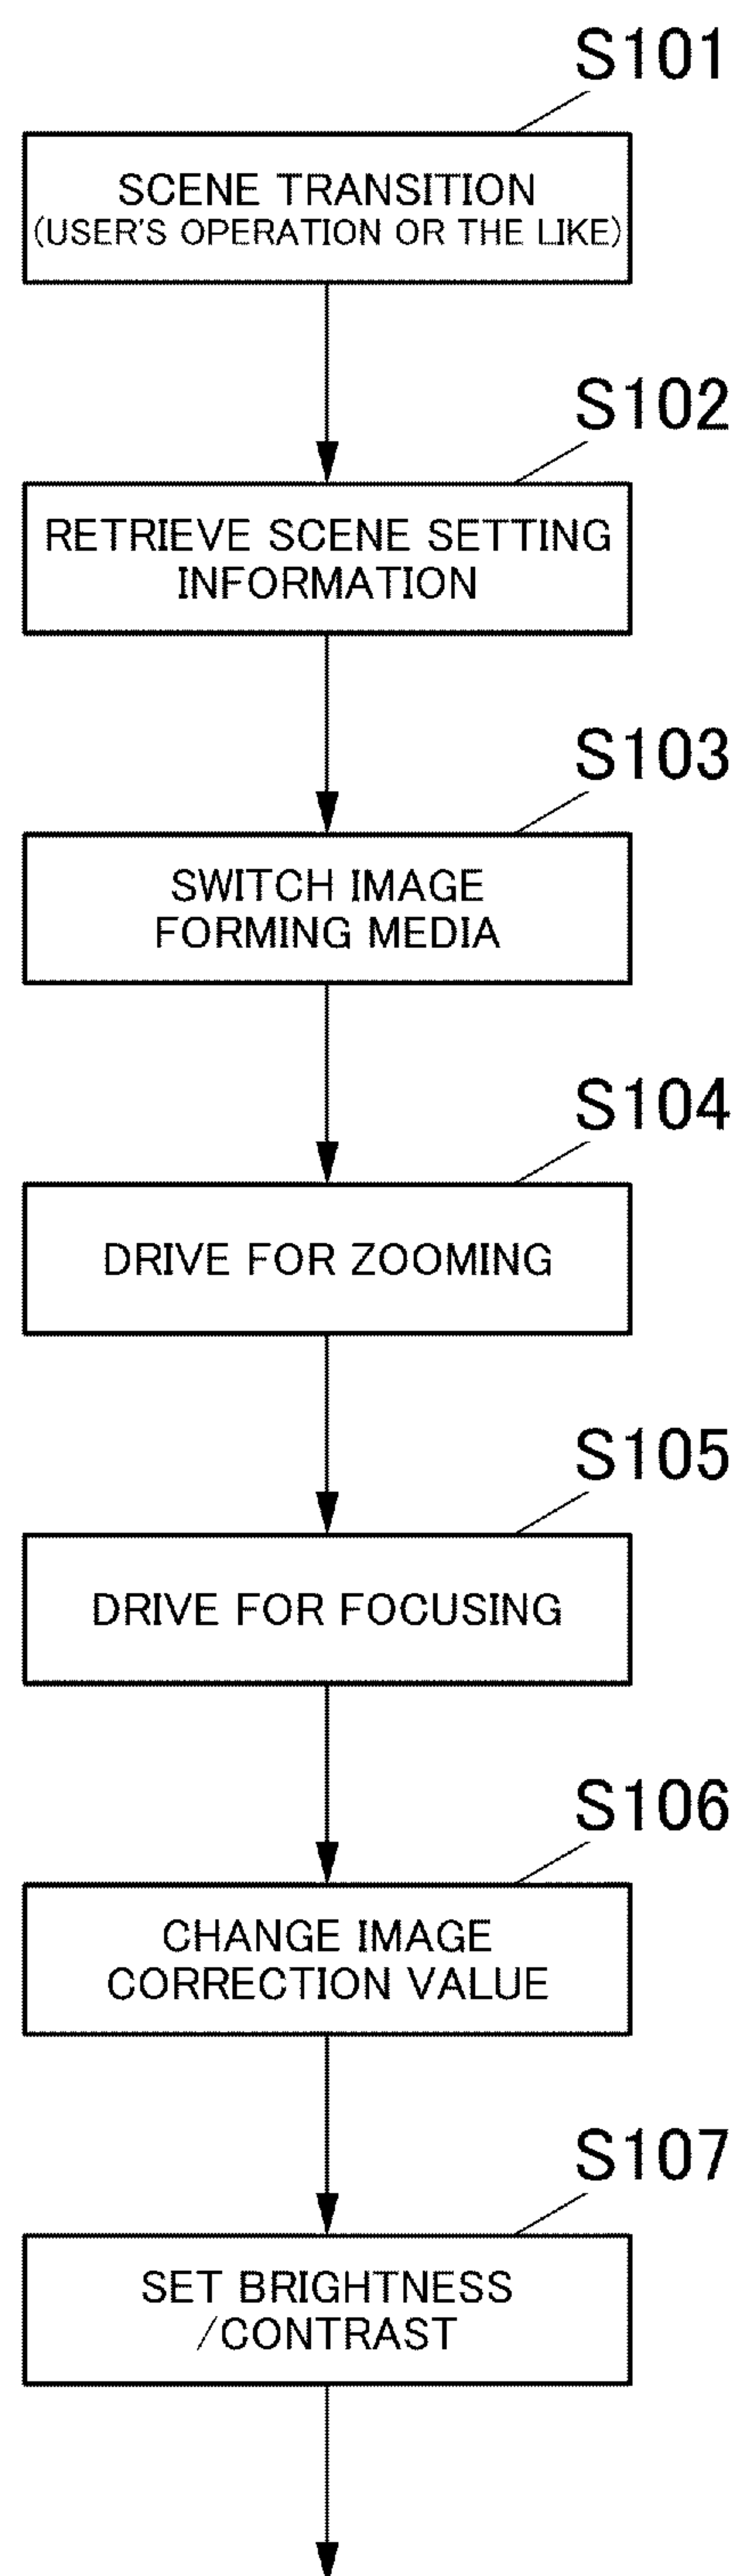 S101
SCENE TRANSITION
(USER'S OPERATION OR THE LIKE)
S102
RETRIEVE SCENE SETTING
INFORMATION
S103
SWITCH IMAGE
FORMING MEDIA
S104
DRIVE FOR ZOOMING
S105
DRIVE FOR FOCUSING
S106
CHANGE IMAGE
CORRECTION VALUE
S107
SET BRIGHTNESS
/CONTRAST